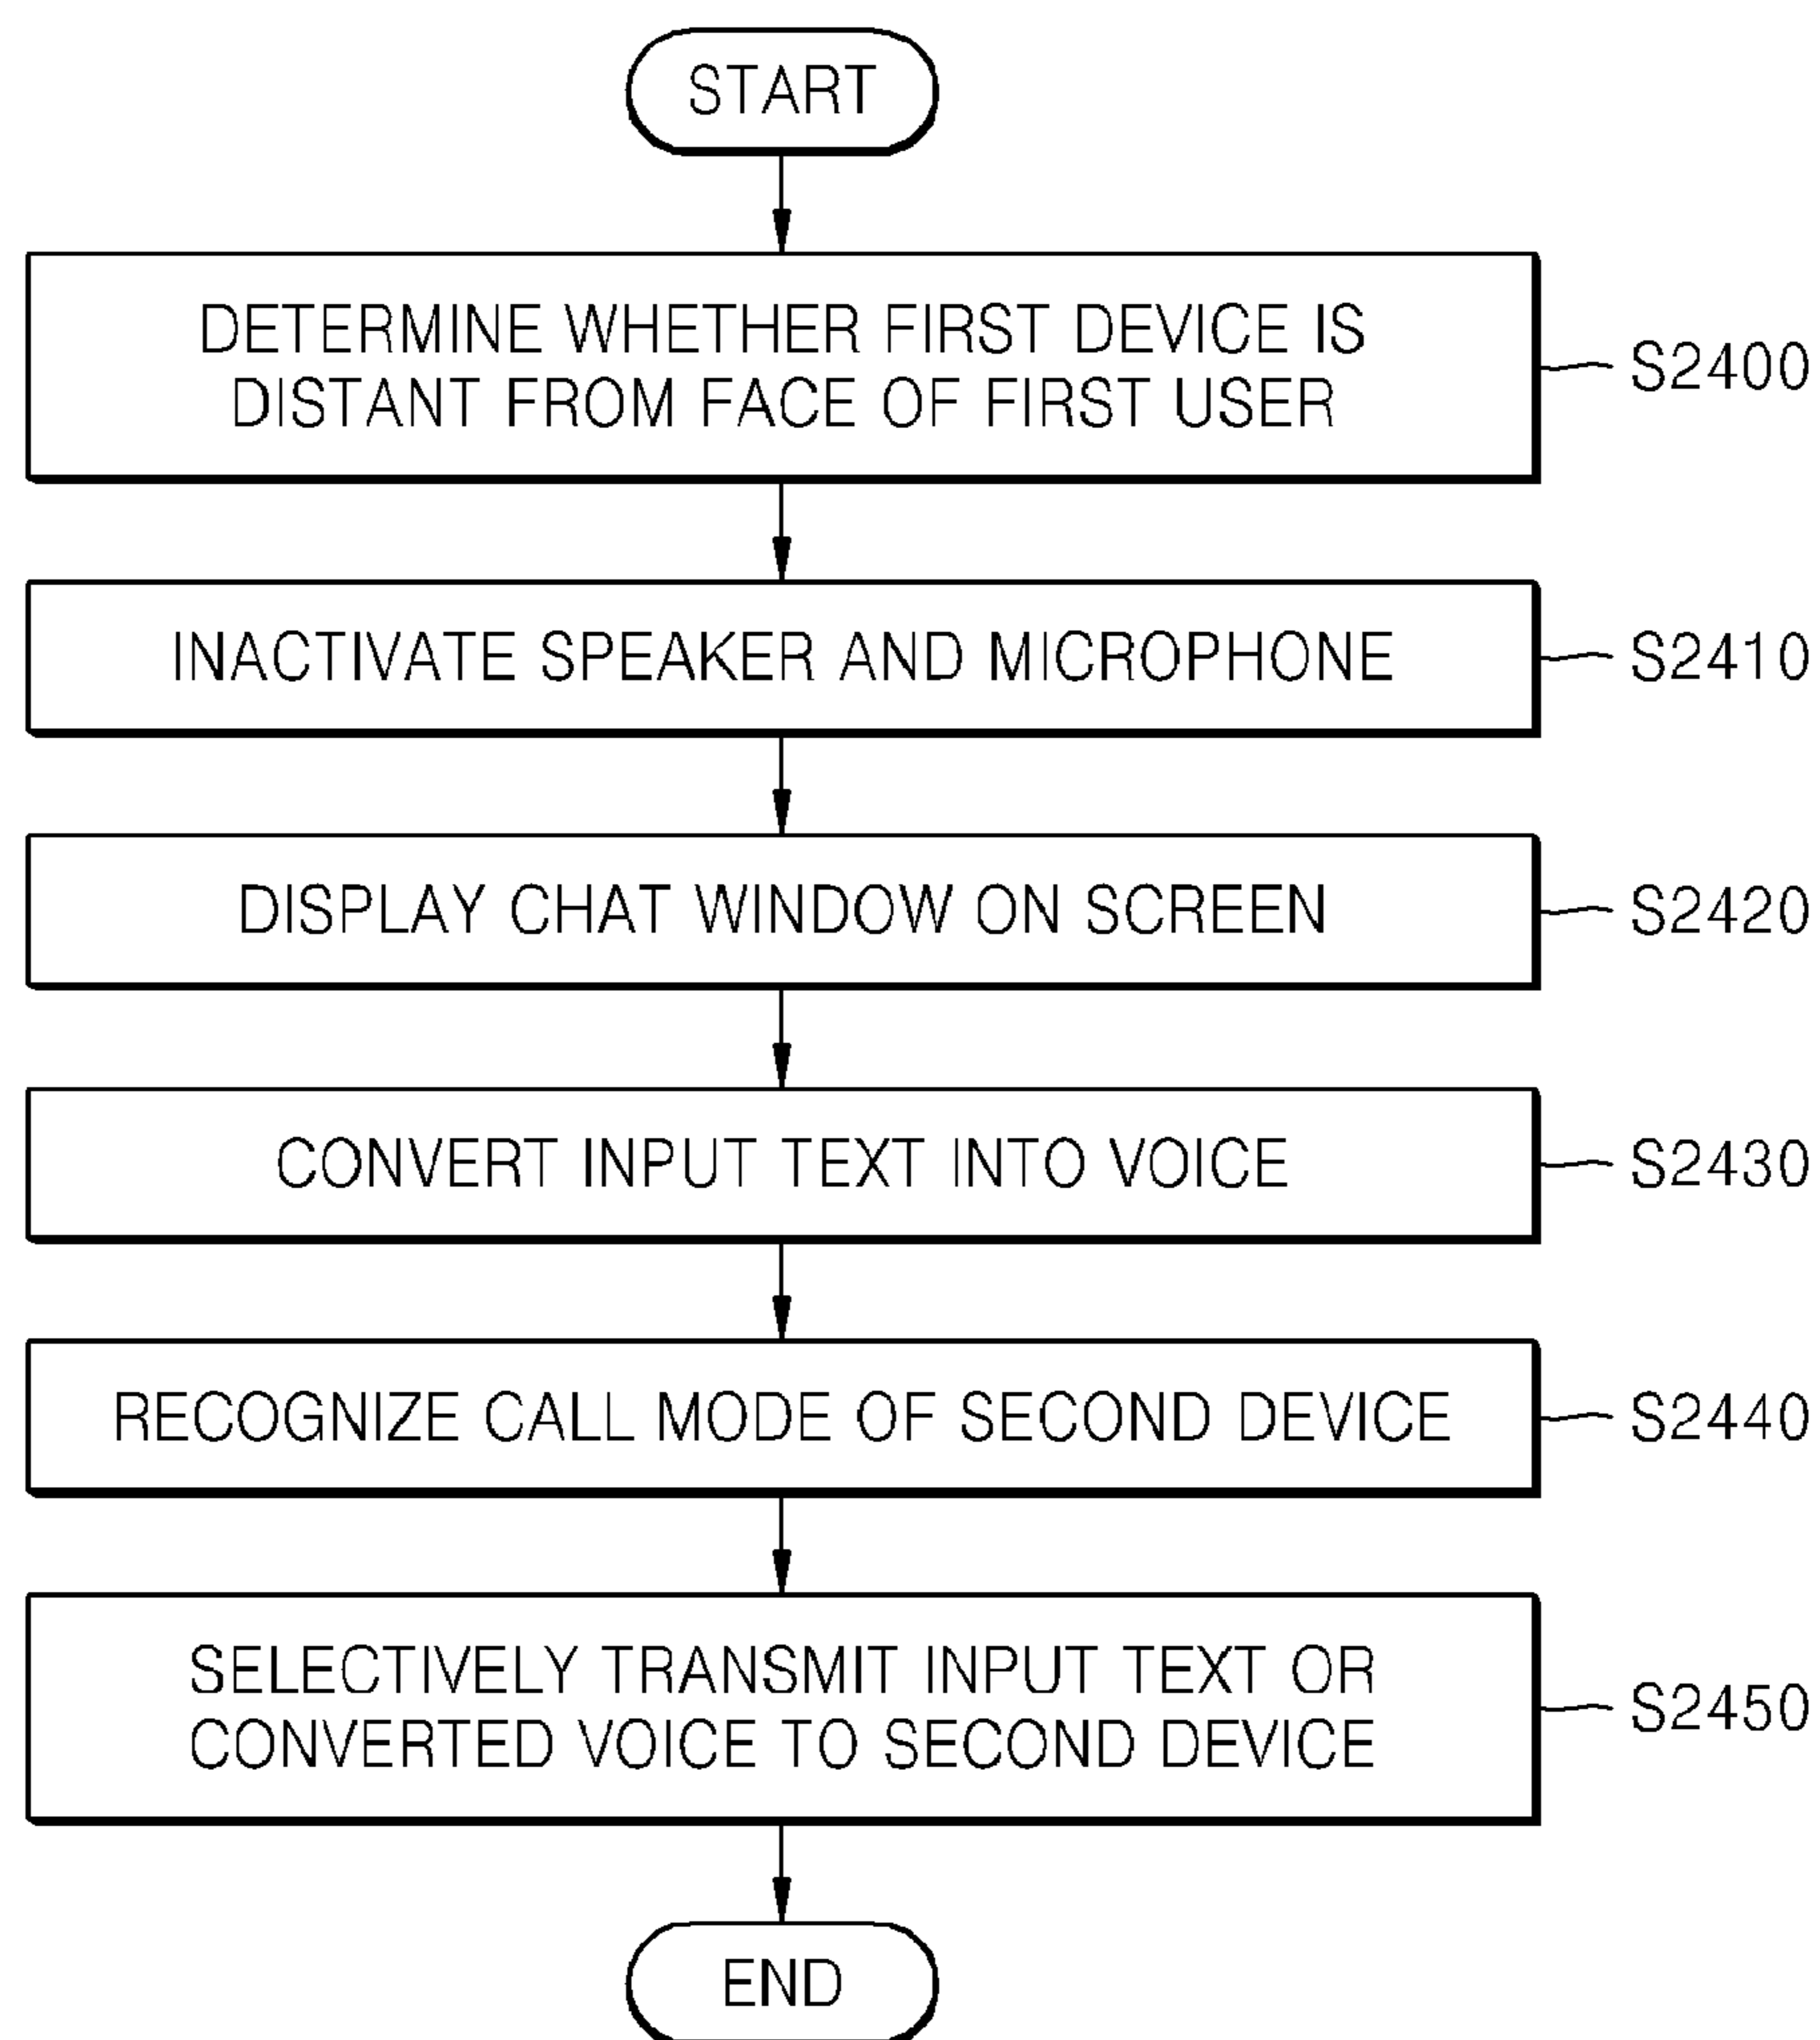 START
DETERMINE WHETHER FIRST DEVICE IS
DISTANT FROM FACE OF FIRST USER
S2400
INACTIVATE SPEAKER AND MICROPHONE
S2410
DISPLAY CHAT WINDOW ON SCREEN
S2420
CONVERT INPUT TEXT INTO VOICE
S2430
RECOGNIZE CALL MODE OF SECOND DEVICE
S2440
SELECTIVELY TRANSMIT INPUT TEXT OR
CONVERTED VOICE TO SECOND DEVICE
S2450
END